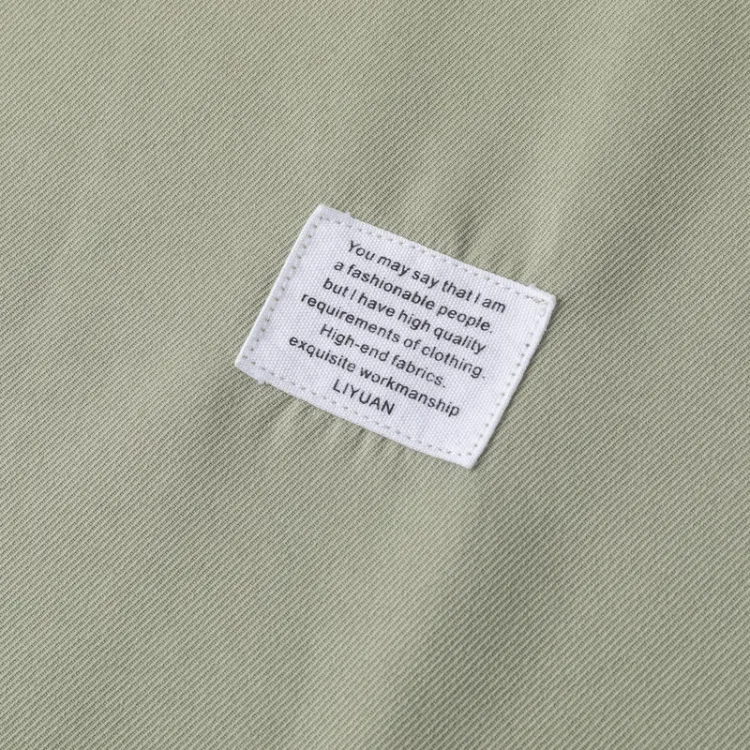 You may say that I am
a fashionable people.
but I have high quality
requirements of clothing.
High-end fabrics.
exquisite workmanship
LIYUAN